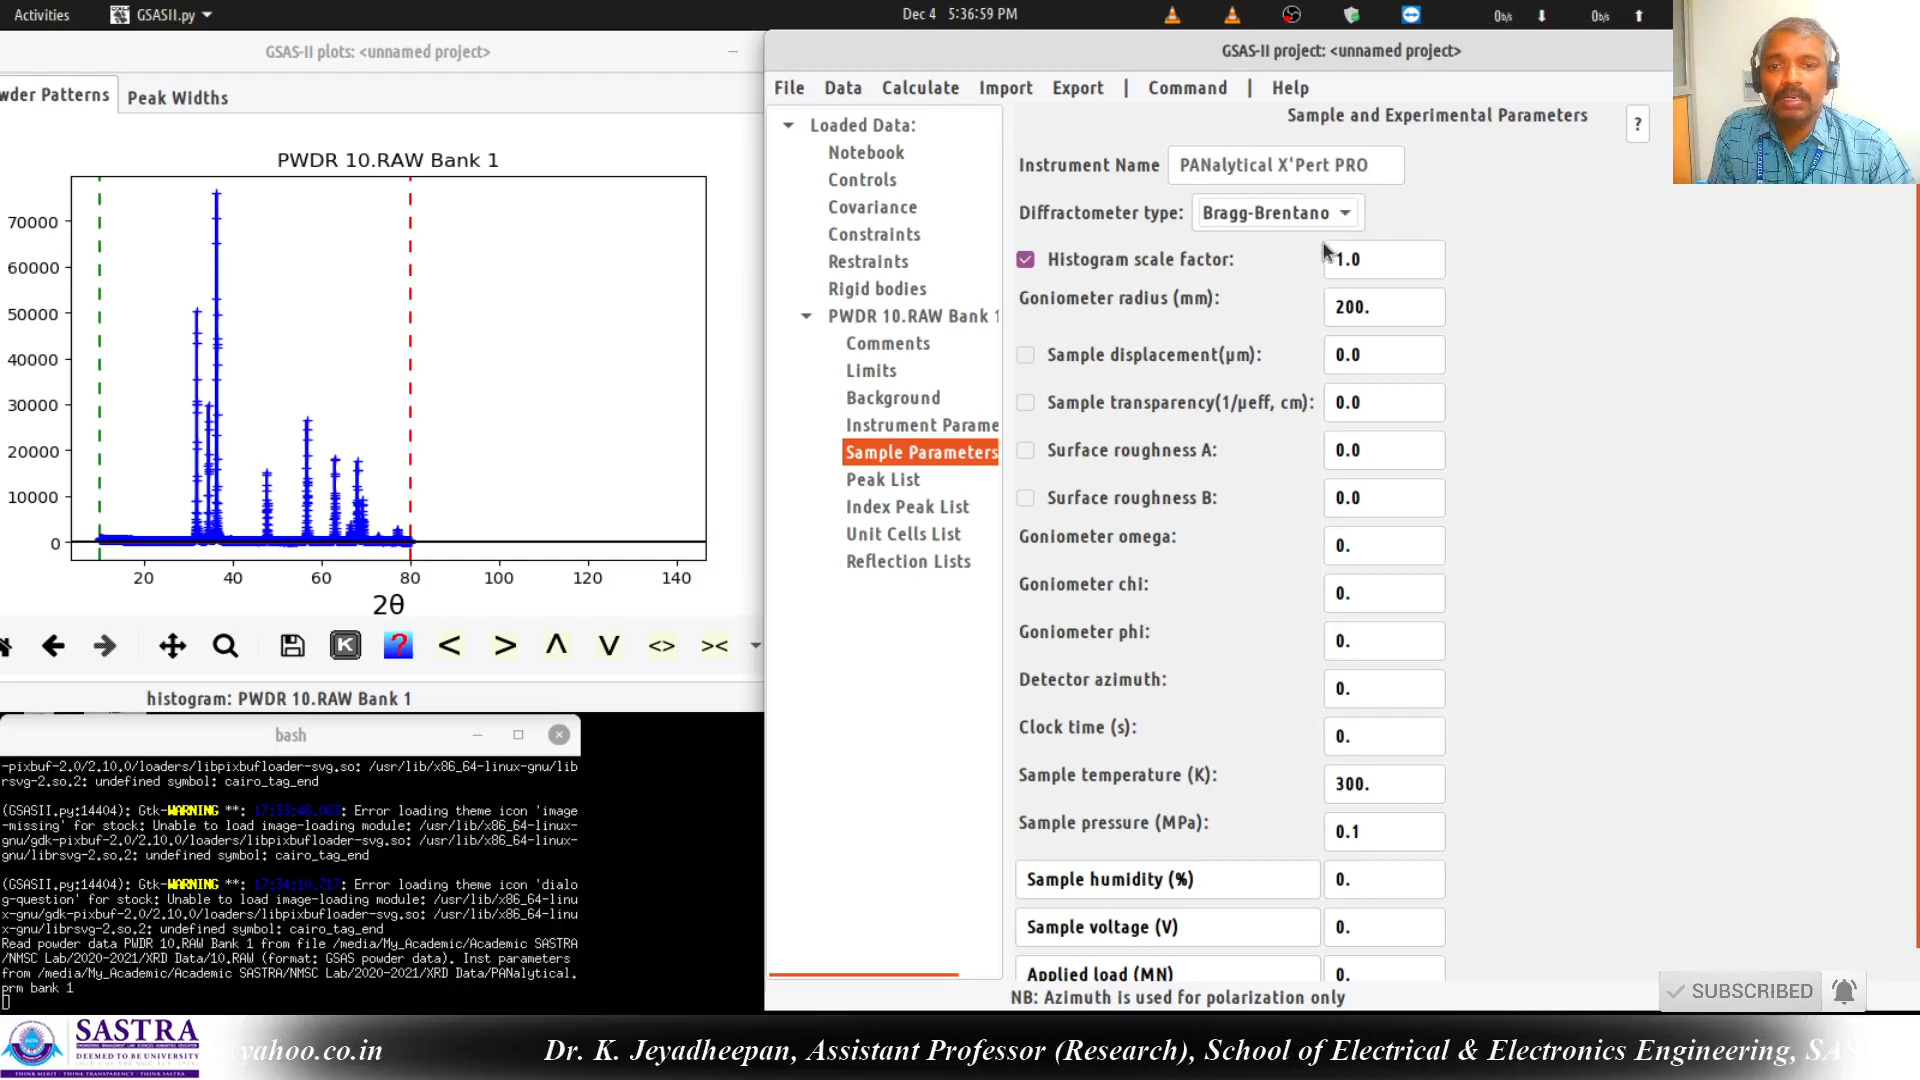 Activities
GSASII.py
Dec 4 5:36:59 PM
0b/s
0b/s
GSAS-II plots: <unnamed project>
GSAS-II project: <unnamed project>
wder Patterns
Peak Widths
File
Data
Calculate
Import
Export
|
Command
|
Help
PWDR 10.RAW Bank 1
70000
60000
50000
40000
30000
20000
10000
0
20
40
60
80
100
120
140
2θ
K
?
<
>
<>
><
histogram: PWDR 10.RAW Bank 1
Loaded Data:
Notebook
Controls
Covariance
Constraints
Restraints
Rigid bodies
PWDR 10.RAW Bank 1
Comments
Limits
Background
Instrument Parame
Sample Parameters
Peak List
Index Peak List
Unit Cells List
Reflection Lists
Sample and Experimental Parameters
?
Instrument Name PANalytical X'Pert PRO
Diffractometer type: Bragg-Brentano
Histogram scale factor: 1.0
Goniometer radius (mm): 200.
Sample displacement(μm): 0.0
Sample transparency(1/μeff, cm): 0.0
Surface roughness A: 0.0
Surface roughness B: 0.0
Goniometer omega: 0.
Goniometer chi: 0.
Goniometer phi: 0.
Detector azimuth: 0.
Clock time (s): 0.
Sample temperature (K): 300.
Sample pressure (MPa): 0.1
Sample humidity (%) 0.
Sample voltage (V) 0.
Applied load (MN) 0.
NB: Azimuth is used for polarization only
SUBSCRIBED
bash
-pixbuf-2.0/2.10.0/loaders/libpixbufloader-svg.so: /usr/lib/x86_64-linux-gnu/lib
rsvg-2.so.2: undefined symbol: cairo_tag_end
(GSASII.py:14404): Gtk-WARNING **: : Error loading theme icon 'image
-missing' for stock: Unable to load image-loading module: /usr/lib/x86_64-linux-
gnu/gdk-pixbuf-2.0/2.10.0/loaders/libpixbufloader-svg.so: /usr/lib/x86_64-linux-
gnu/librsvg-2.so.2: undefined symbol: cairo_tag_end
(GSASII.py:14404): Gtk-WARNING **: 17:34:10.717: Error loading theme icon 'dialo
g-question' for stock: Unable to load image-loading module: /usr/lib/x86_64-linu
x-gnu/gdk-pixbuf-2.0/2.10.0/loaders/libpixbufloader-svg.so: /usr/lib/x86_64-linu
x-gnu/librsvg-2.so.2: undefined symbol: cairo_tag_end
Read powder data PWDR 10.RAW Bank 1 from file /media/My_Academic/Academic SASTRA
/NMSC Lab/2020-2021/XRD Data/10.RAW (format: GSAS powder data). Inst parameters
from /media/My_Academic/Academic SASTRA/NMSC Lab/2020-2021/XRD Data/PANalytical.
prm bank 1
SASTRA
DEEMED TO BE UNIVERSITY
THINK MERIT · THINK TRANSPARENCY · THINK SASTRA
yahoo.co.in
Dr. K. Jeyadheepan, Assistant Professor (Research), School of Electrical & Electronics Engineering, SA